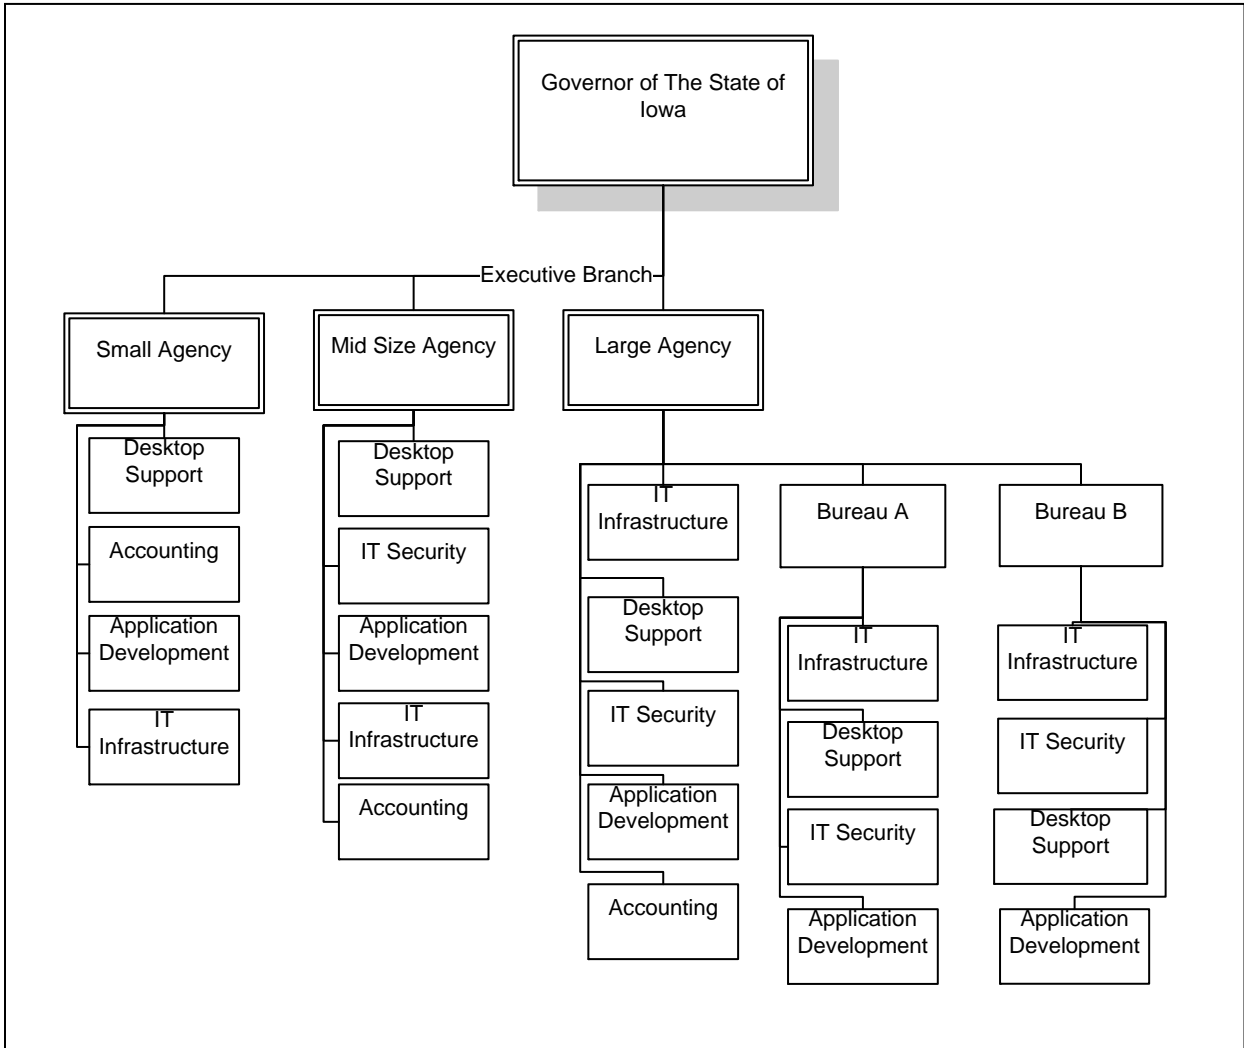 Governor of The State of
Iowa
Executive Branch
Small Agency
Mid Size Agency
Large Agency
Desktop
Support
Accounting
Application
Development
IT
Infrastructure
Desktop
Support
IT Security
Application
Development
IT
Infrastructure
Accounting
IT
Infrastructure
Desktop
Support
IT Security
Application
Development
Accounting
Bureau A
IT
Infrastructure
Desktop
Support
IT Security
Application
Development
Bureau B
IT
Infrastructure
IT Security
Desktop
Support
Application
Development